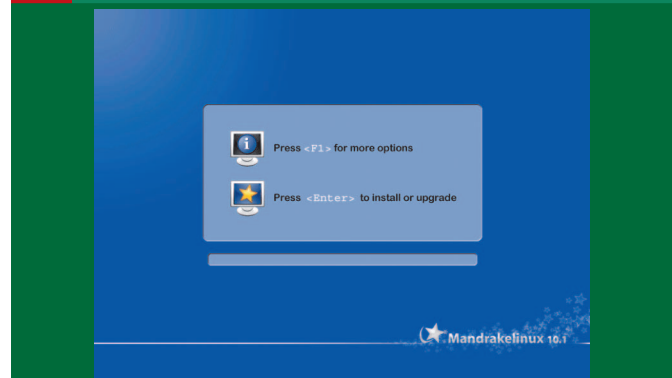 Press <F1> for more options
Press <Enter> to install or upgrade
Mandrakelinux 10.1